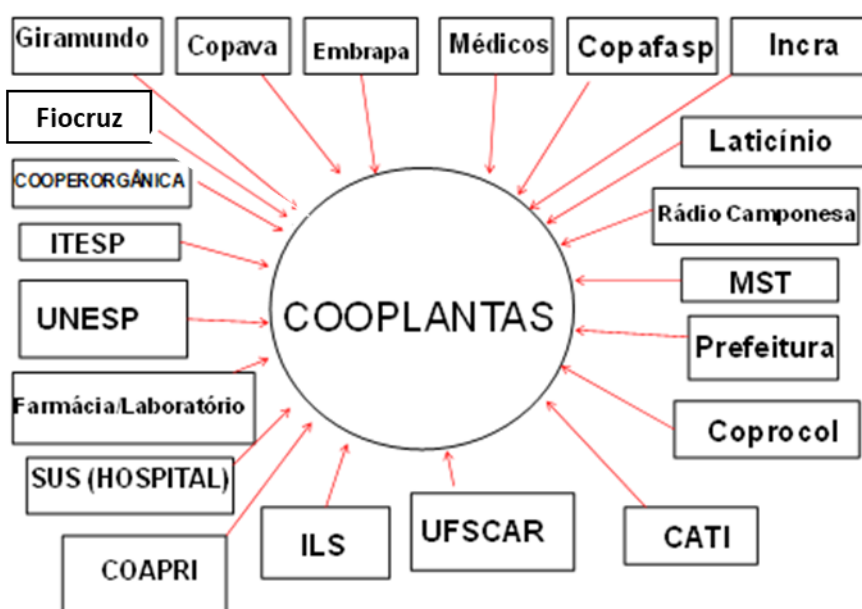 Giramundo
Copava
Embrapa
Médicos
Copafasp
Incra
Fiocruz
Laticínio
COOPERORGÂNICA
Rádio Camponesa
ITESP
MST
UNESP
COOPLANTAS
Prefeitura
Farmácia/Laboratório
Coprocol
SUS (HOSPITAL)
UFSCAR
ILS
CATI
COAPRI